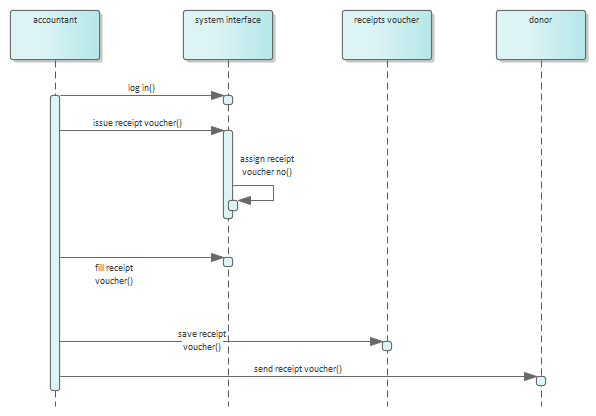 accountant
system interface
receipts voucher
donor
log in()
issue receipt voucher()
assign receipt
voucher no()
fill receipt
voucher()
save receipt
voucher()
send receipt voucher()